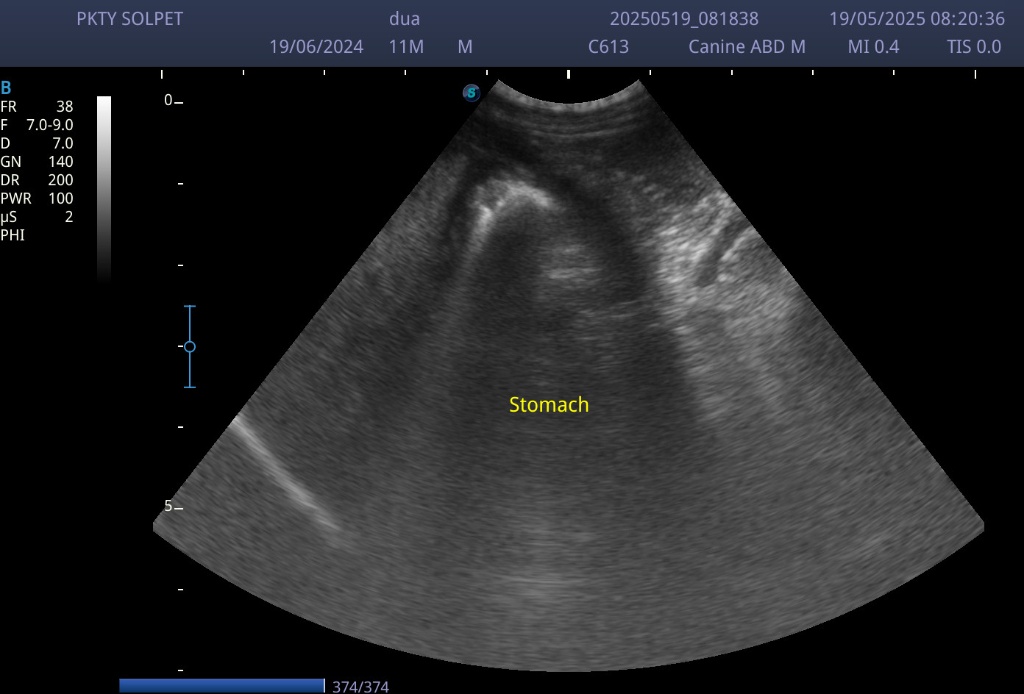 PKTY SOLPET dua 20250519_081838 19/05/2025 08:20:36
19/06/2024 11M M C613 Canine ABD M MI 0.4 TIS 0.0
B
FR 38
F 7.0-9.0
D 7.0
GN 140
DR 200
PWR 100
µS 2
PHI
0
S
5
Stomach
374/374